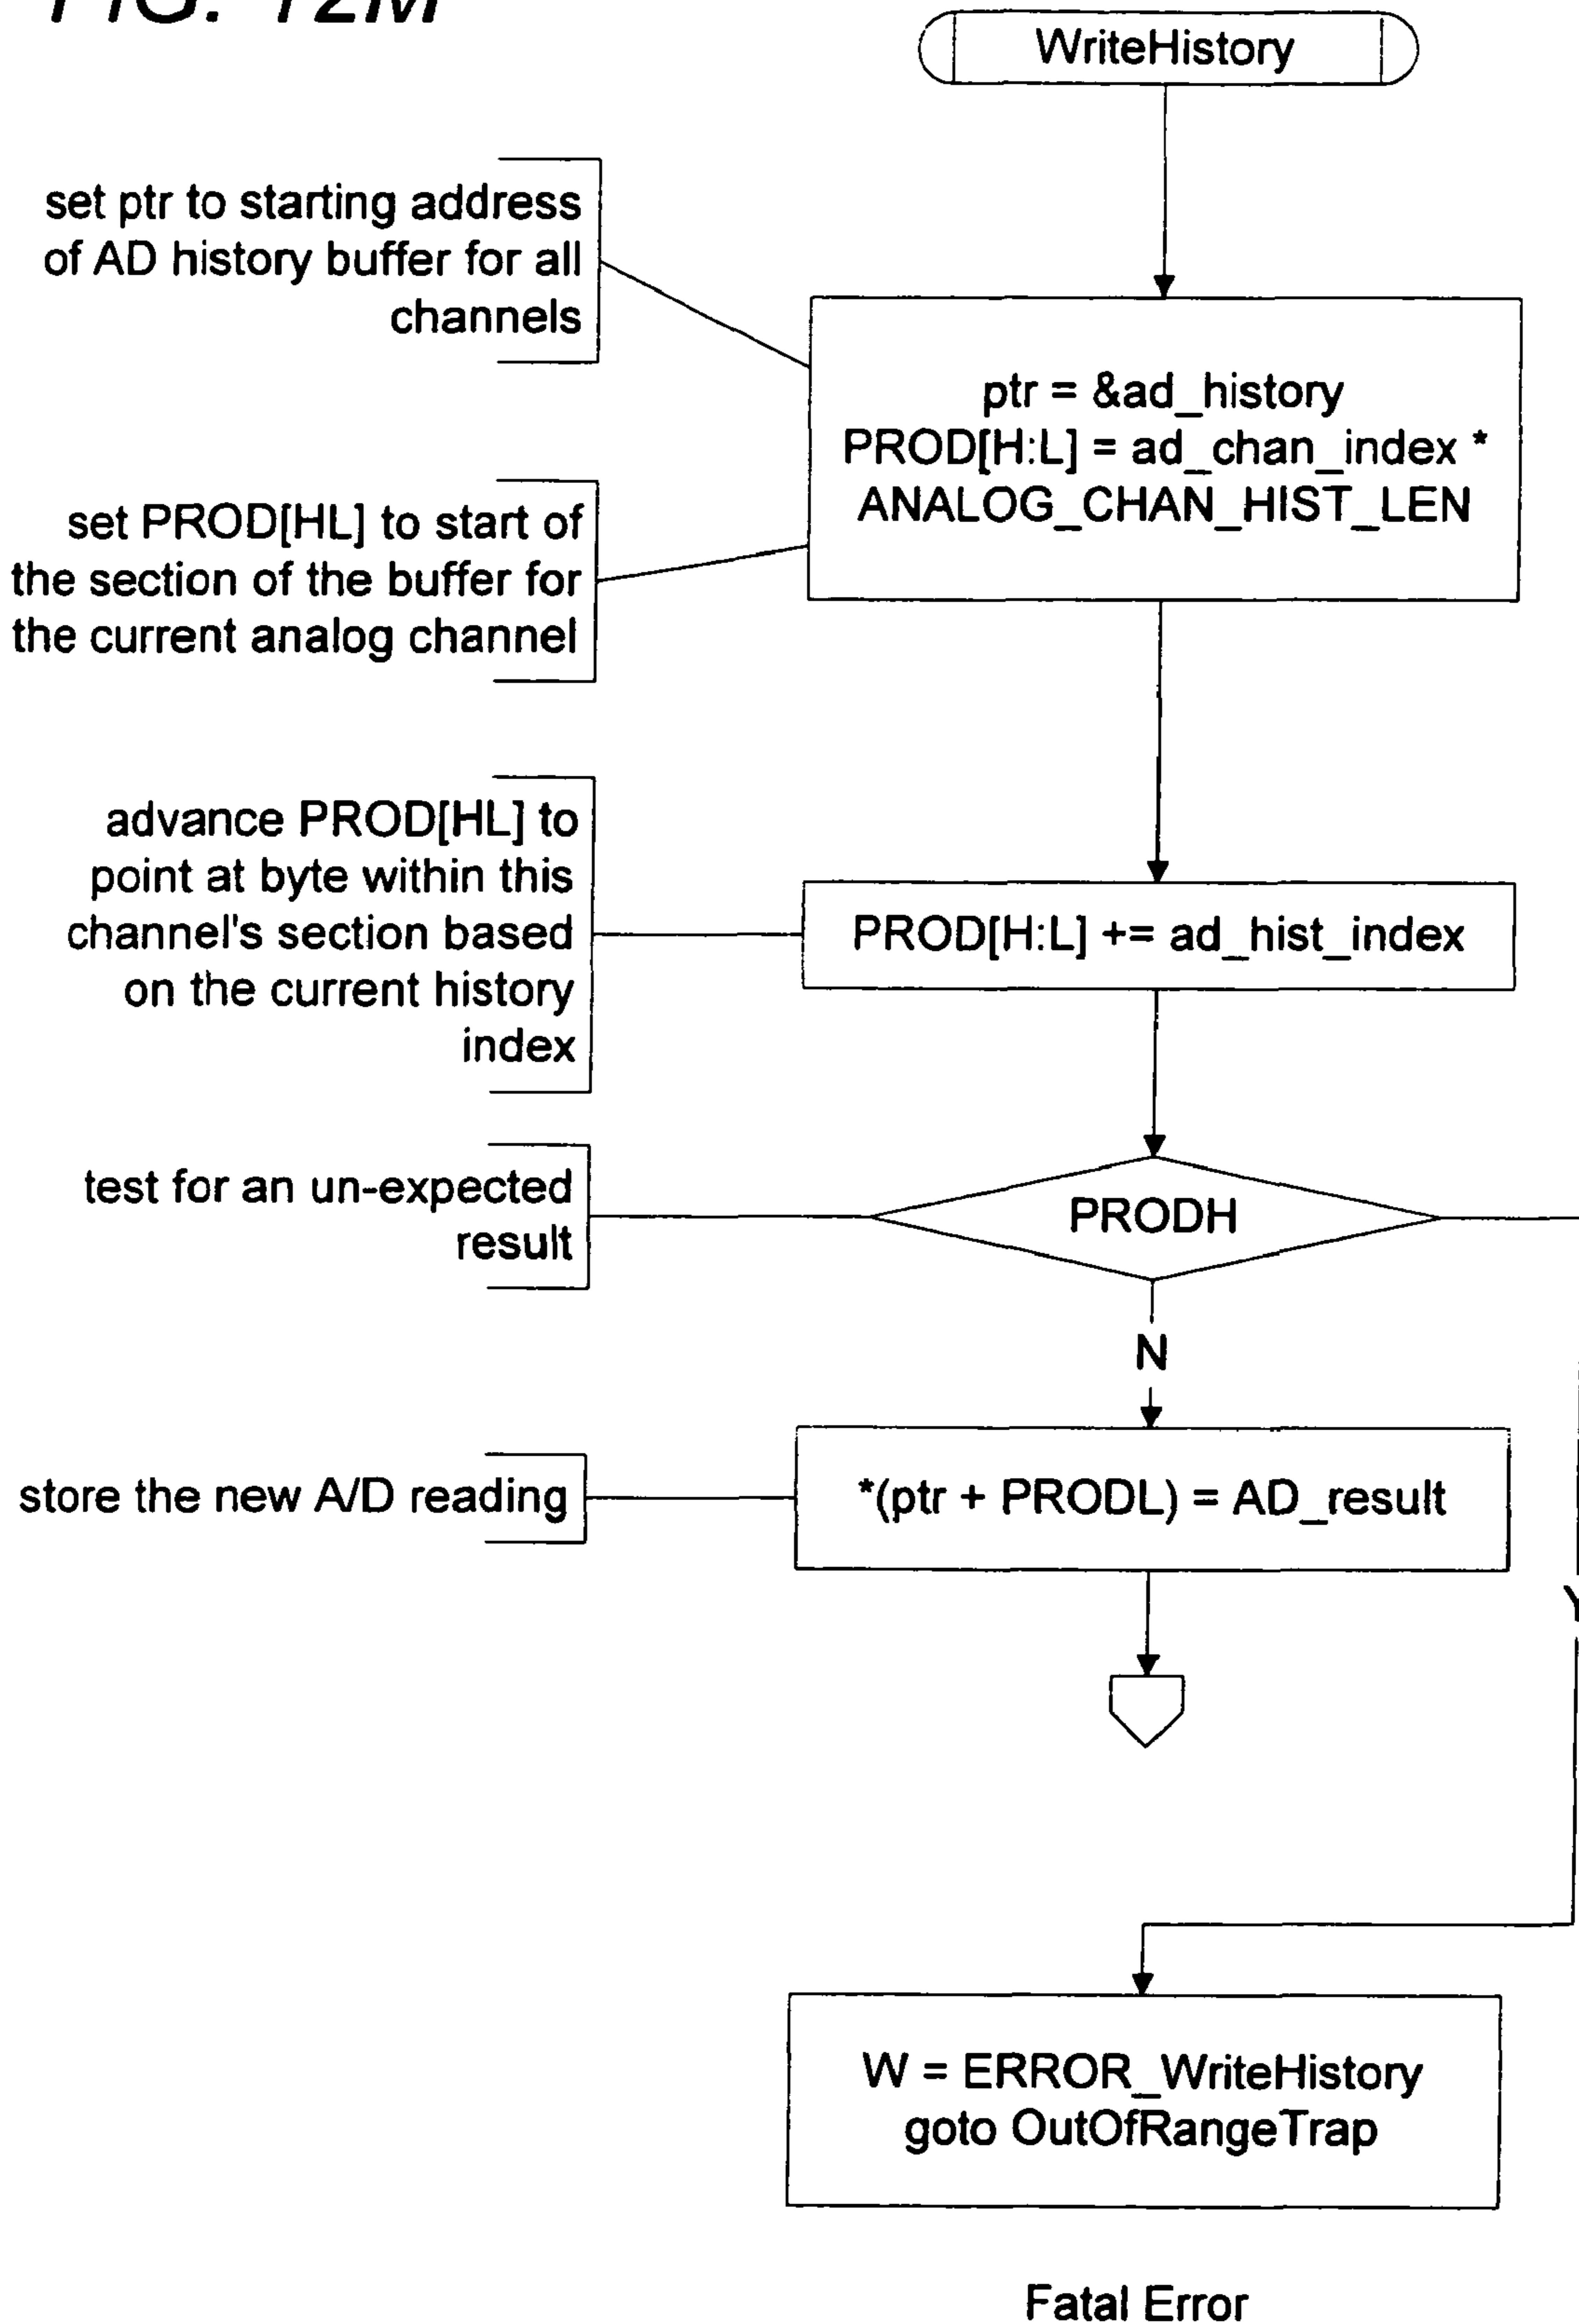 FIG. 12M
WriteHistory
set ptr to starting address
of AD history buffer for all
channels
ptr = &ad_history
PROD[H:L] = ad_chan_index *
ANALOG_CHAN_HIST_LEN
set PROD[HL] to start of
the section of the buffer for
the current analog channel
advance PROD[HL] to
point at byte within this
channel's section based
on the current history
index
PROD[H:L] += ad_hist_index
test for an un-expected
result
PRODH
N
store the new A/D reading
*(ptr + PRODL) = AD_result
Y
W = ERROR_WriteHistory
goto OutOfRangeTrap
Fatal Error